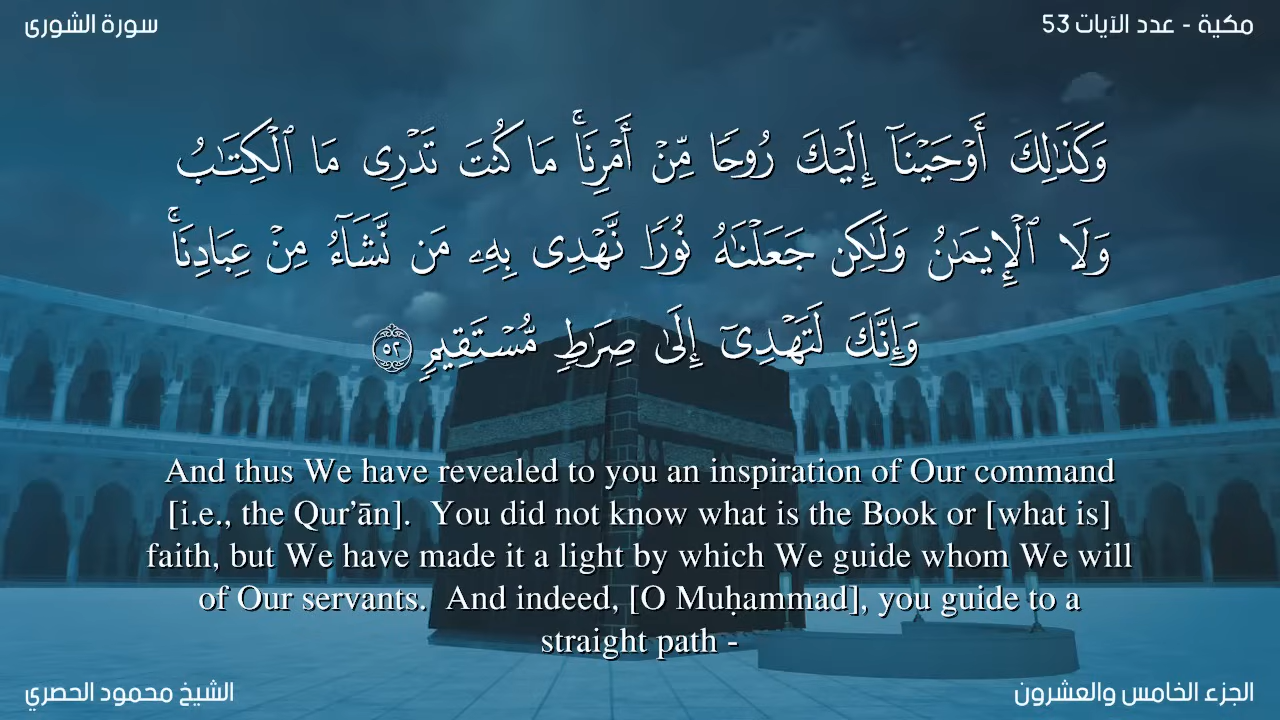 مكية - عدد الآيات 53
سورة الشورى
وَكَذَٰلِكَ أَوْحَيْنَآ إِلَيْكَ رُوحًا مِّنْ أَمْرِنَا ۚ مَا كُنتَ تَدْرِى مَا ٱلْكِتَـٰبُ
وَلَا ٱلْإِيمَـٰنُ وَلَـٰكِن جَعَلْنَـٰهُ نُورًا نَّهْدِى بِهِۦ مَن نَّشَآءُ مِنْ عِبَادِنَا ۚ
وَإِنَّكَ لَتَهْدِىٓ إِلَىٰ صِرَٰطٍ مُّسْتَقِيمٍ ٥٢
And thus We have revealed to you an inspiration of Our command
[i.e., the Qur’ān].  You did not know what is the Book or [what is]
faith, but We have made it a light by which We guide whom We will
of Our servants.  And indeed, [O Muḥammad], you guide to a
straight path -
الجزء الخامس والعشرون
الشيخ محمود الحصري